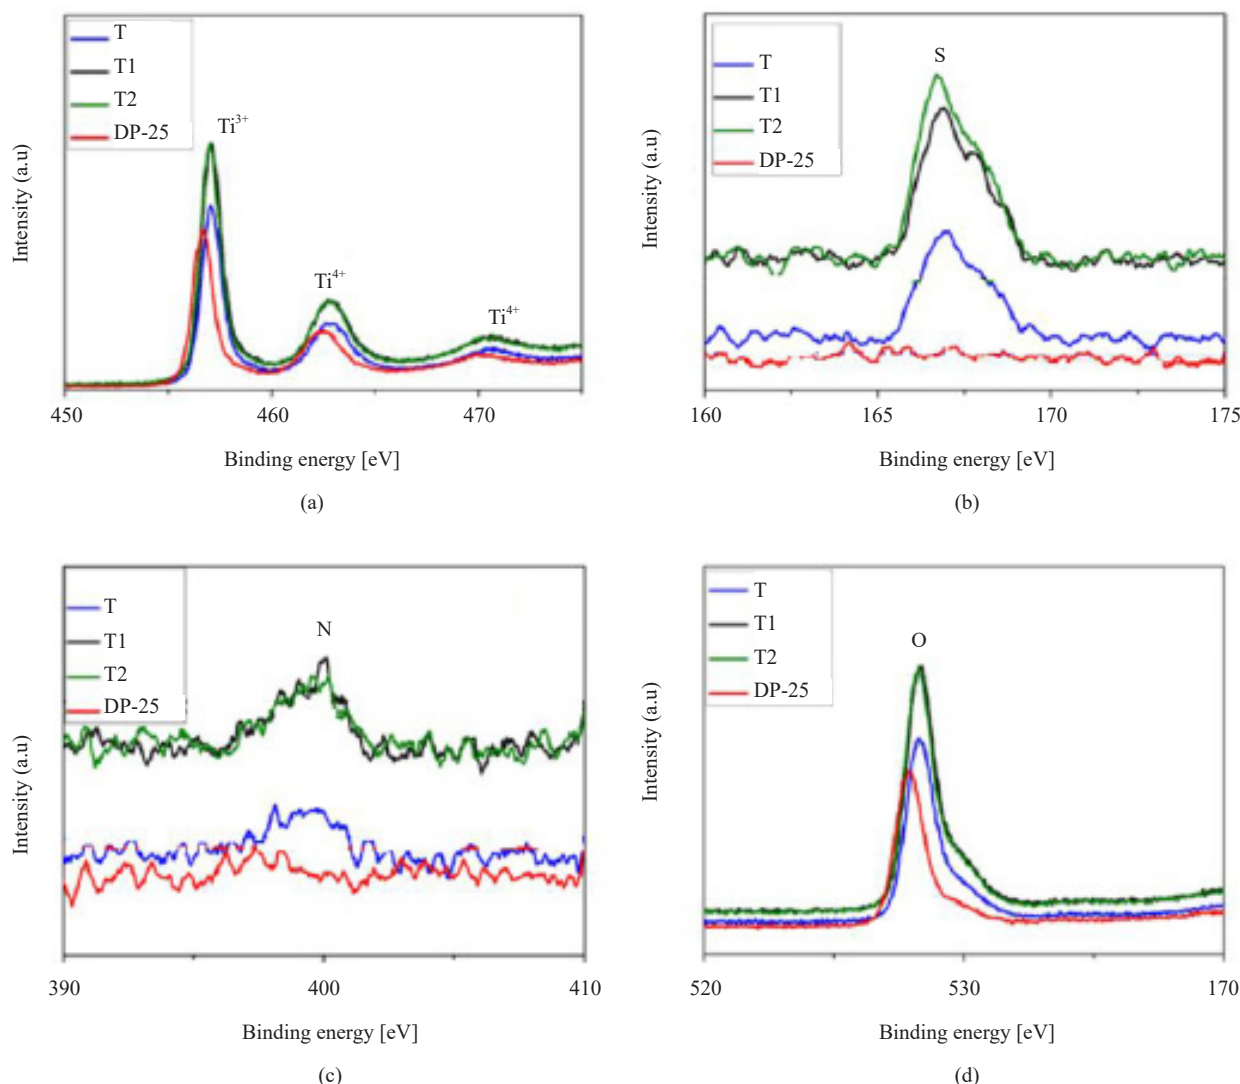 T
T1
T2
DP-25
Ti3+
Ti4+
Ti4+
Intensity (a.u)
450
460
470
Binding energy [eV]
(a)
T
T1
T2
DP-25
S
Intensity (a.u)
160
165
170
175
Binding energy [eV]
(b)
T
T1
T2
DP-25
N
Intensity (a.u)
390
400
410
Binding energy [eV]
(c)
T
T1
T2
DP-25
O
Intensity (a.u)
520
530
170
Binding energy [eV]
(d)